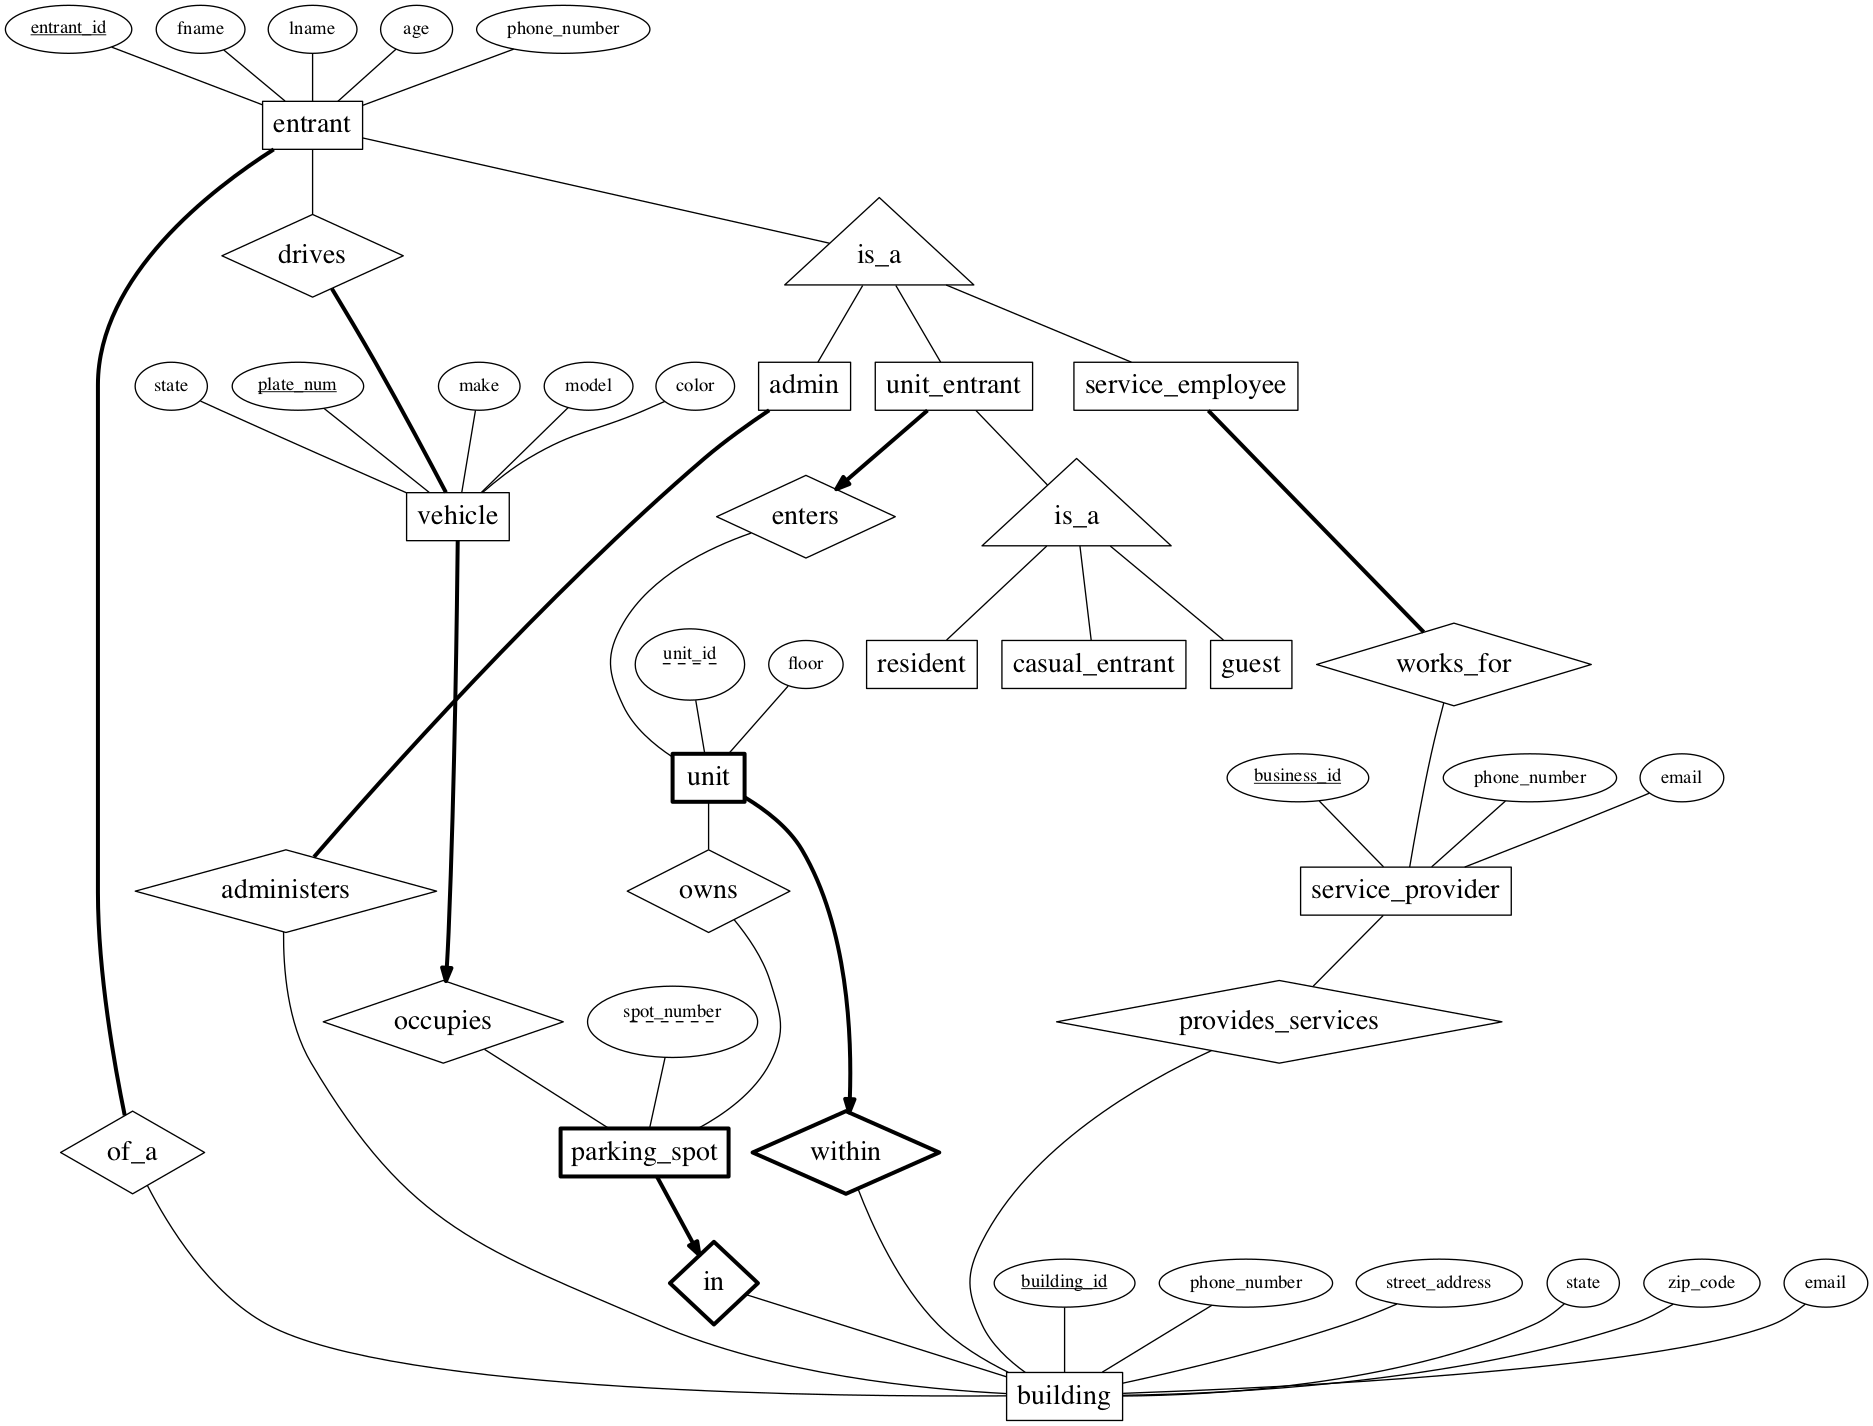 entrant_id
fname
lname
age
phone_number
entrant
drives
is_a
state
plate_num
make
model
color
admin
unit_entrant
service_employee
vehicle
enters
is_a
unit_id
floor
resident
casual_entrant
guest
works_for
unit
business_id
phone_number
email
administers
owns
service_provider
occupies
spot_number
provides_services
of_a
parking_spot
within
in
building_id
phone_number
street_address
state
zip_code
email
building